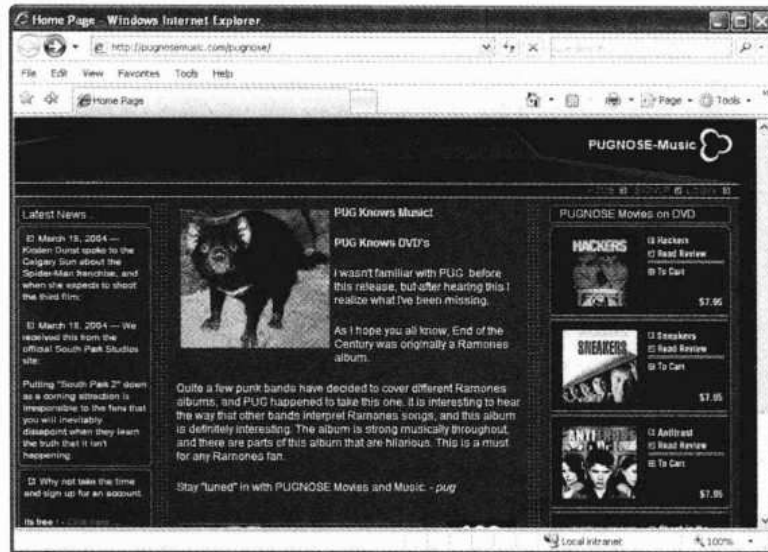 Home Page - Windows Internet Explorer
http://pugnosemusic.com/pugnose/
File Edit View Favorites Tools Help
Home Page
Page Tools
PUGNOSE-Music
Latest News
March 15, 2004 —
Kirsten Dunst spoke to the
Calgary Sun about the
Spider-Man franchise, and
when she expects to shoot
the third film:
March 15, 2004 — We
received this from the
official South Park Studios
site:
Putting "South Park 2" down
as a coming attraction is
irresponsible to the fans that
you will inevitably
dissapoint when they learn
the truth that it isn't
happening.
Why not take the time
and sign up for an account.
Its free ! - Click here
PUG Knows Music!
PUG Knows DVD's
I wasn't familiar with PUG before
this release, but after hearing this I
realize what I've been missing.
As I hope you all know, End of the
Century was originally a Ramones
album.
Quite a few punk bands have decided to cover different Ramones
albums, and PUG happened to take this one. It is interesting to hear
the way that other bands interpret Ramones songs, and this album
is definitely interesting. The album is strong musically throughout,
and there are parts of this album that are hilarious. This is a must
for any Ramones fan.
Stay "tuned" in with PUGNOSE Movies and Music. - pug
PUGNOSE Movies on DVD
HACKERS
Hackers
Read Review
To Cart
$7.95
SNEAKERS
Sneakers
Read Review
To Cart
$7.95
ANTITRUST
Antitrust
Read Review
To Cart
$7.95
Local intranet
100%